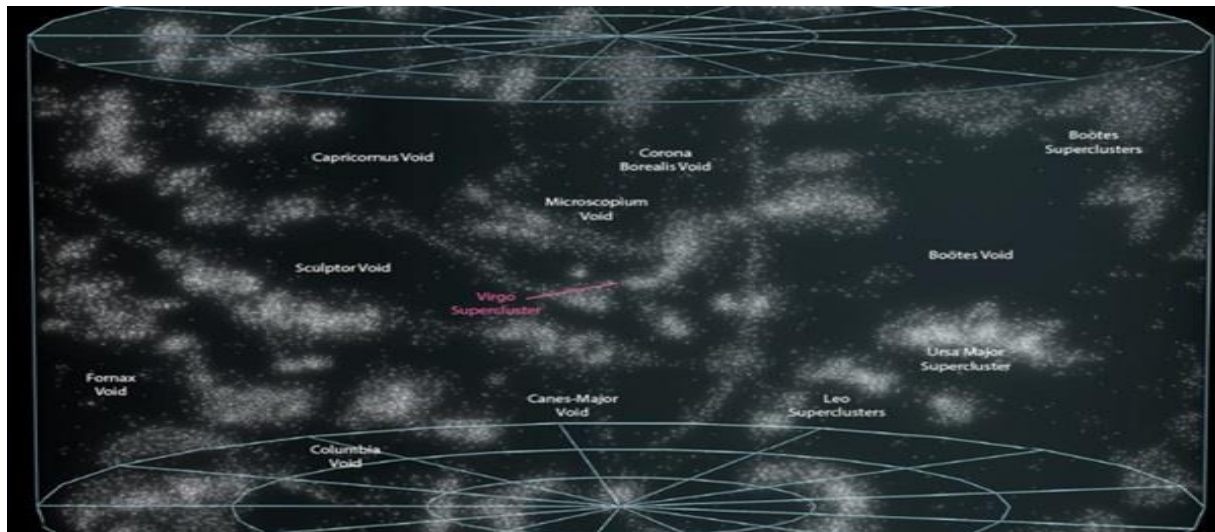 Boötes
Superclusters
Capricornus Void
Corona
Borealis Void
Microscopium
Void
Boötes Void
Sculptor Void
Virgo
Supercluster
Ursa Major
Supercluster
Fornax
Void
Canes-Major
Void
Leo
Superclusters
Columbia
Void